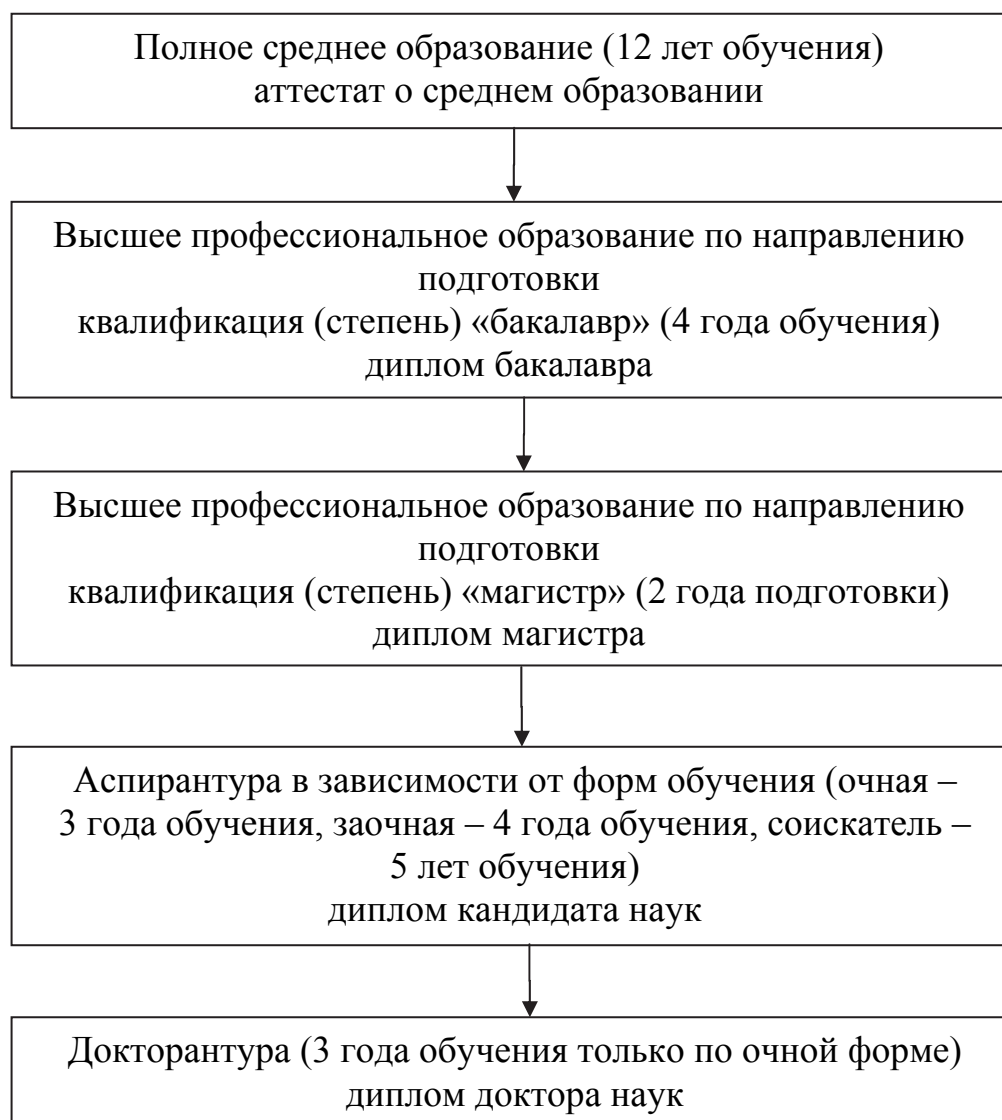 Полное среднее образование (12 лет обучения)
аттестат о среднем образовании
Высшее профессиональное образование по направлению
подготовки
квалификация (степень) «бакалавр» (4 года обучения)
диплом бакалавра
Высшее профессиональное образование по направлению
подготовки
квалификация (степень) «магистр» (2 года подготовки)
диплом магистра
Аспирантура в зависимости от форм обучения (очная –
3 года обучения, заочная – 4 года обучения, соискатель –
5 лет обучения)
диплом кандидата наук
Докторантура (3 года обучения только по очной форме)
диплом доктора наук